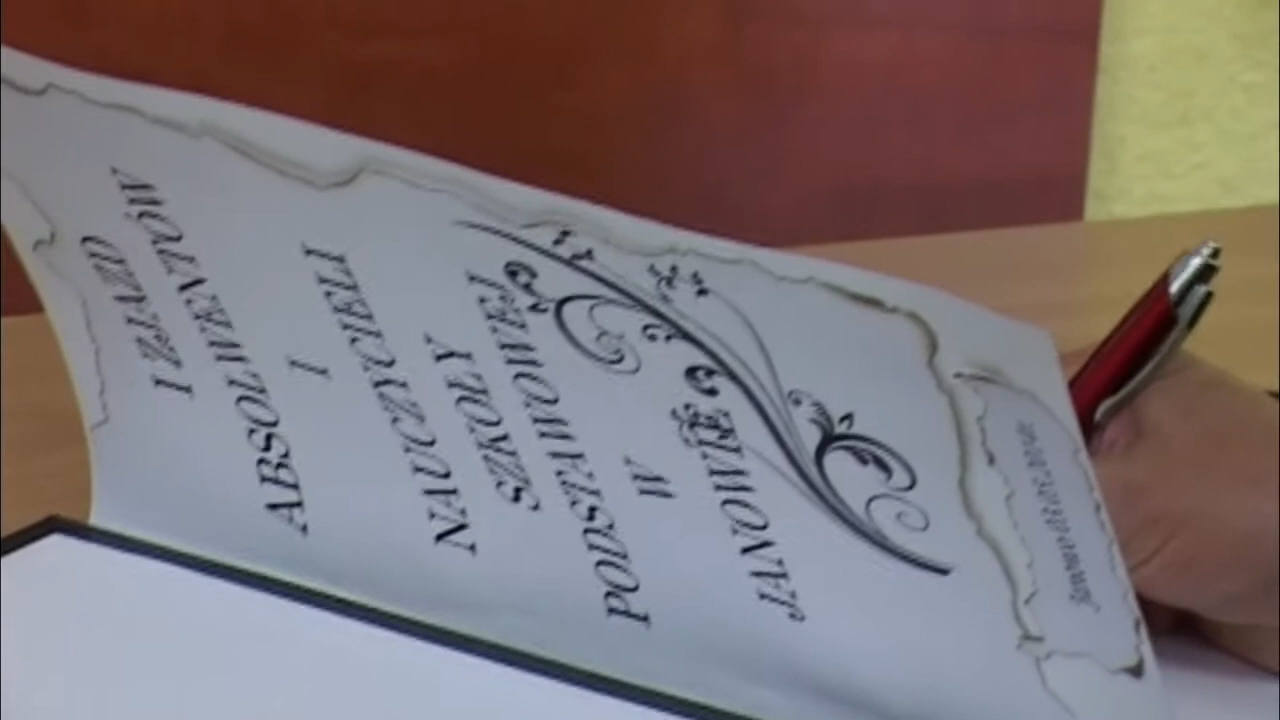 I ZJAZD
ABSOLWENTÓW
I
NAUCZYCIELI
SZKOŁY
PODSTAWOWEJ
W
JANOWIE